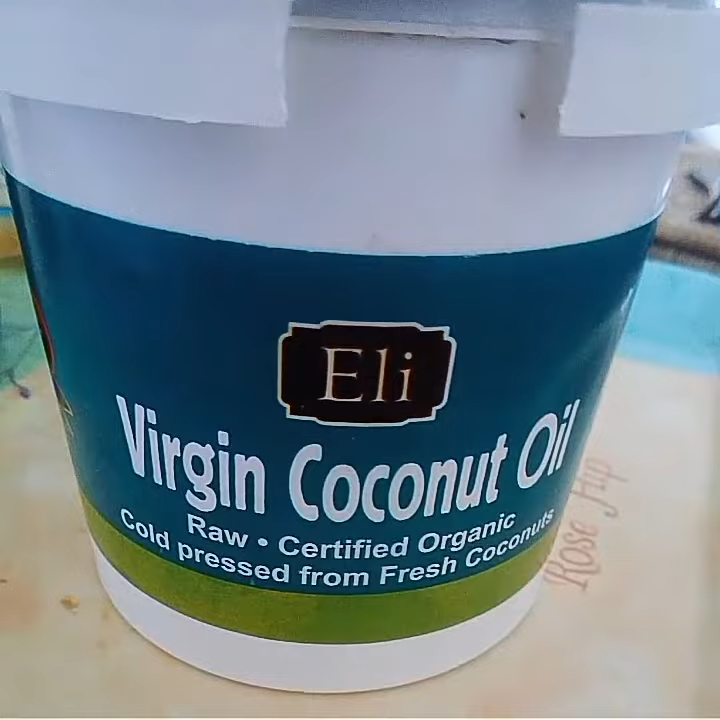 Eli
Virgin Coconut Oil
Raw • Certified Organic
Cold pressed from Fresh Coconuts
Rose Hip